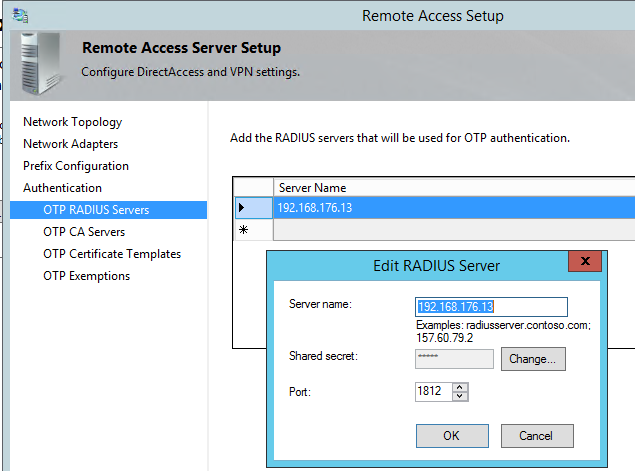 Remote Access Setup
Remote Access Server Setup
Configure DirectAccess and VPN settings.
Network Topology
Network Adapters
Prefix Configuration
Authentication
OTP RADIUS Servers
OTP CA Servers
OTP Certificate Templates
OTP Exemptions
Add the RADIUS servers that will be used for OTP authentication.
Server Name
192.168.176.13
Edit RADIUS Server
Server name:
192.168.176.13
Examples: radiusserver.contoso.com;
157.60.79.2
Shared secret:
*****
Change...
Port:
1812
OK
Cancel